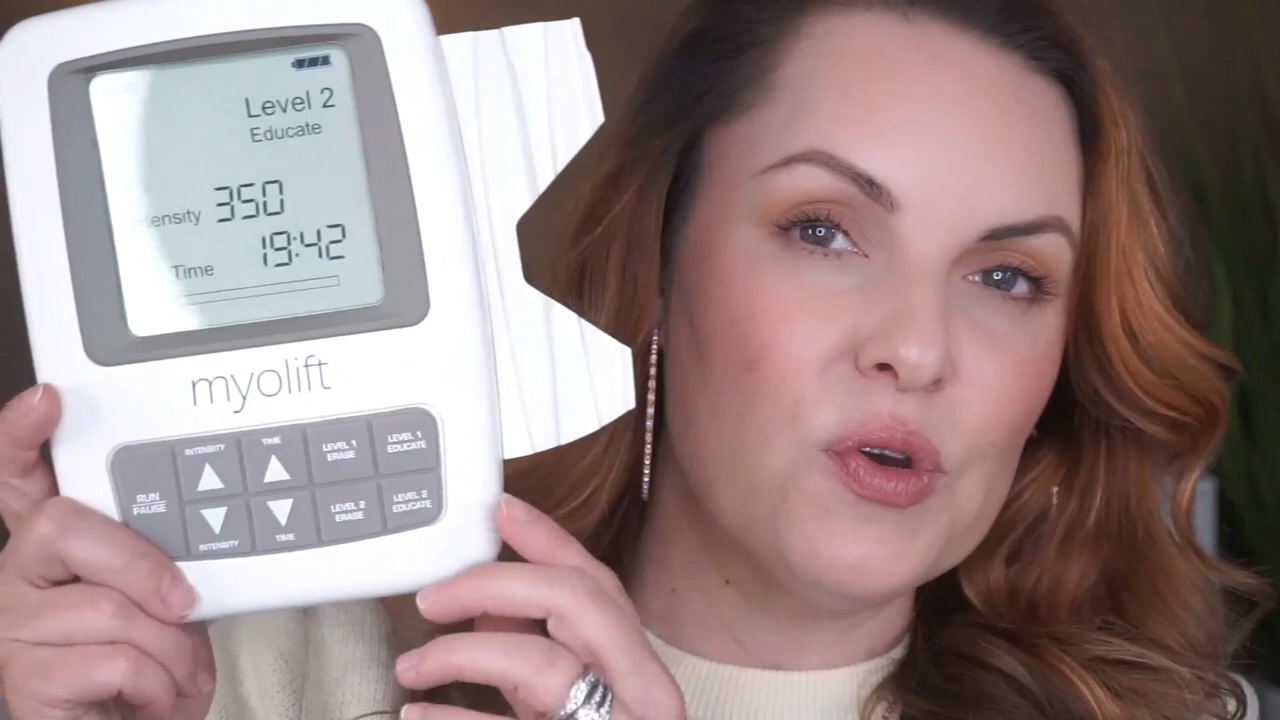 Level 2
Educate
ensity 350
Time 19:42
myolift
RUN
PAUSE
INTENSITY
INTENSITY
TIME
TIME
LEVEL 1
ERASE
LEVEL 1
EDUCATE
LEVEL 2
ERASE
LEVEL 2
EDUCATE